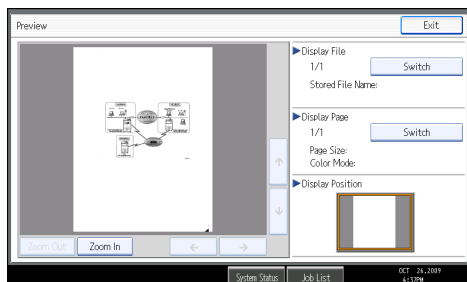 Preview
Exit
▶Display File
1/1
Switch
Stored File Name:
▶Display Page
1/1
Switch
Page Size:
Color Mode:
▶Display Position
Zoom Out
Zoom In
←
→
↑
↓
System Status
Job List
OCT 26,2009
4:37PM